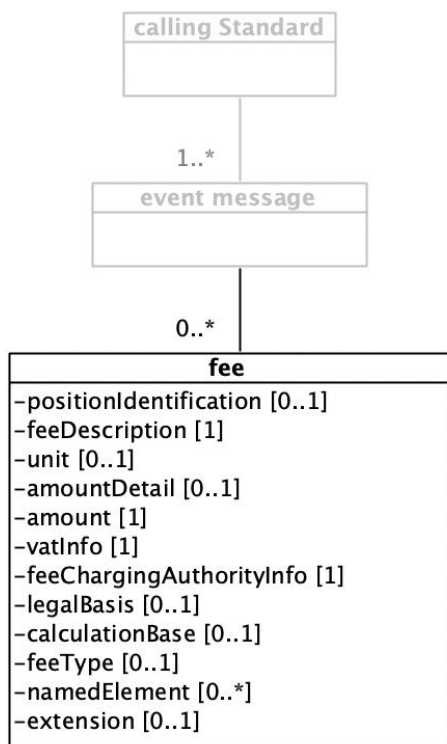 calling Standard
1..*
event message
0..*
fee
-positionIdentification [0..1]
-feeDescription [1]
-unit [0..1]
-amountDetail [0..1]
-amount [1]
-vatInfo [1]
-feeChargingAuthorityInfo [1]
-legalBasis [0..1]
-calculationBase [0..1]
-feeType [0..1]
-namedElement [0..*]
-extension [0..1]